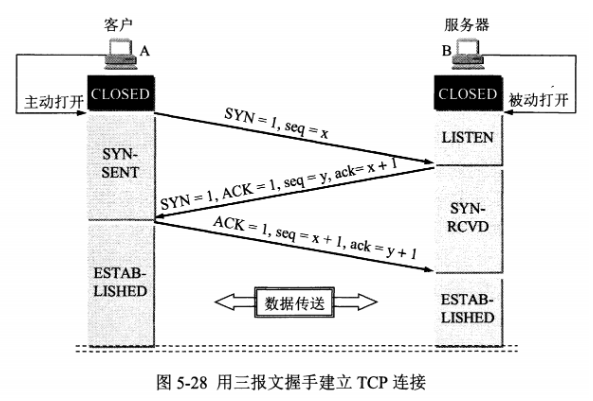 客户
服务器
A
B
CLOSED
CLOSED
主动打开
被动打开
SYN = 1, seq = x
LISTEN
SYN-
SENT
SYN = 1, ACK = 1, seq = y, ack= x + 1
SYN-
RCVD
ACK = 1, seq = x + 1, ack = y + 1
ESTAB-
LISHED
数据传送
ESTAB-
LISHED
图 5-28 用三报文握手建立 TCP 连接